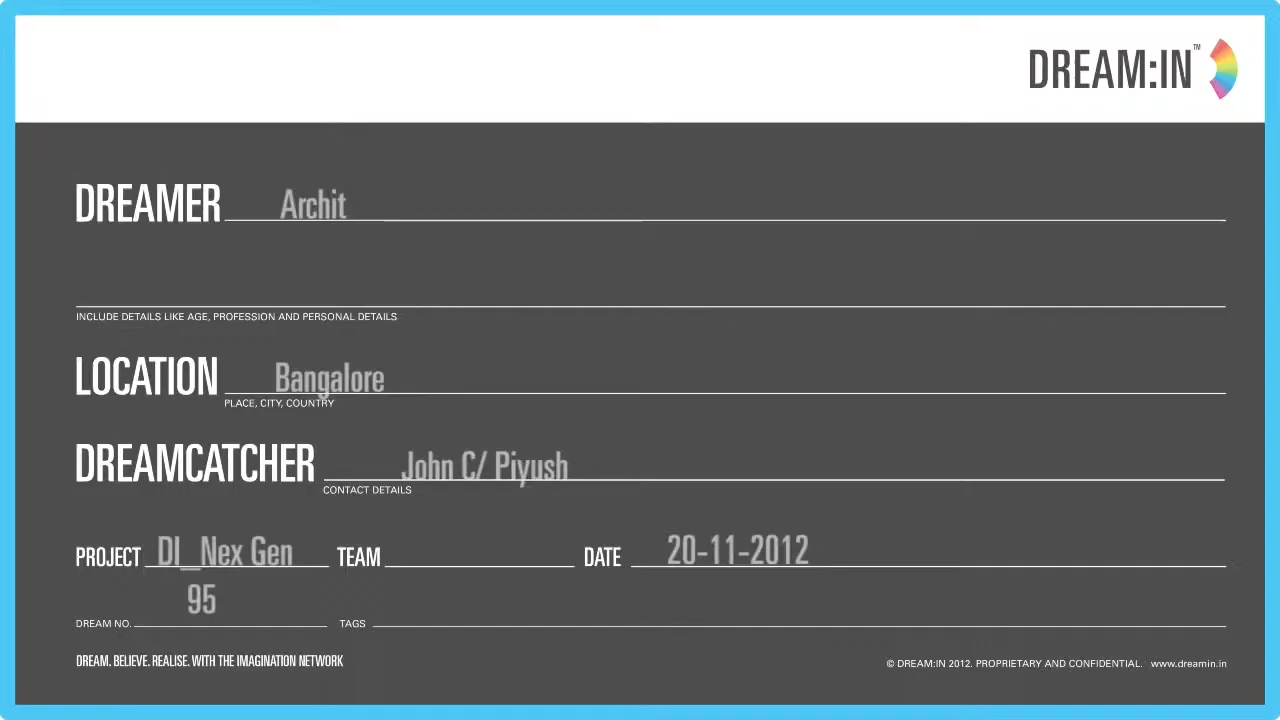 DREAM:IN™
DREAMER Archit
INCLUDE DETAILS LIKE AGE, PROFESSION AND PERSONAL DETAILS
LOCATION Bangalore
PLACE, CITY, COUNTRY
DREAMCATCHER John C/ Piyush
CONTACT DETAILS
PROJECT DI_Nex Gen TEAM DATE 20-11-2012
DREAM NO. 95 TAGS
DREAM. BELIEVE. REALISE. WITH THE IMAGINATION NETWORK © DREAM:IN 2012. PROPRIETARY AND CONFIDENTIAL. www.dreamin.in